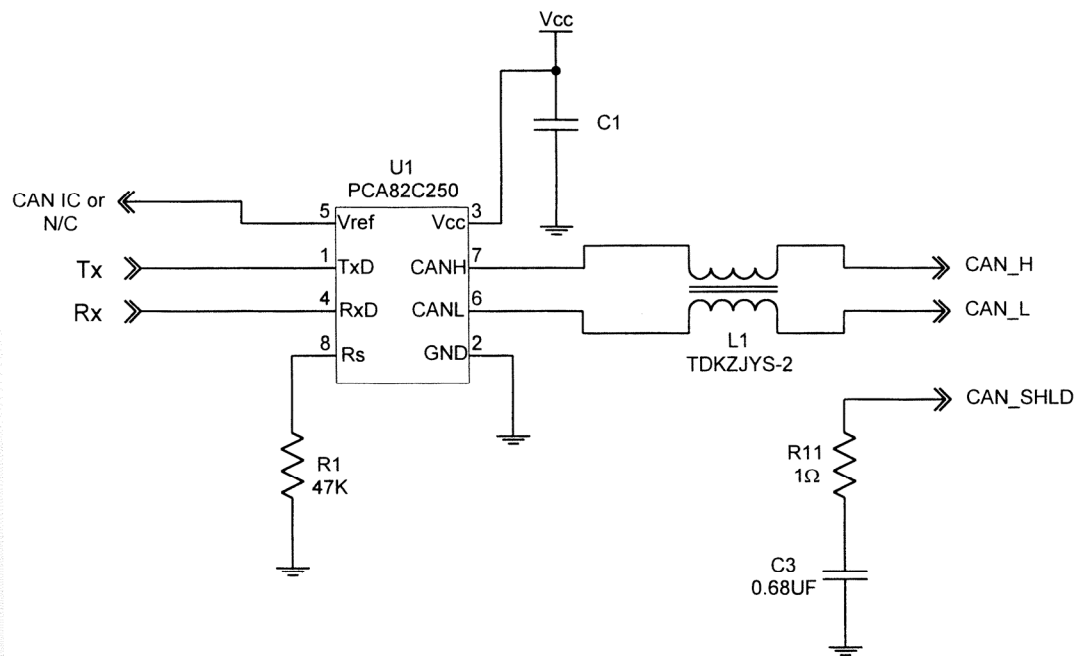 Vcc
C1
U1
PCA82C250
CAN IC or
N/C
5
Vref
Vcc
3
Tx
1
TxD
CANH
7
CAN_H
Rx
4
RxD
CANL
6
CAN_L
8
Rs
GND
2
L1
TDKZJYS-2
CAN_SHLD
R1
47K
R11
1Ω
C3
0.68UF